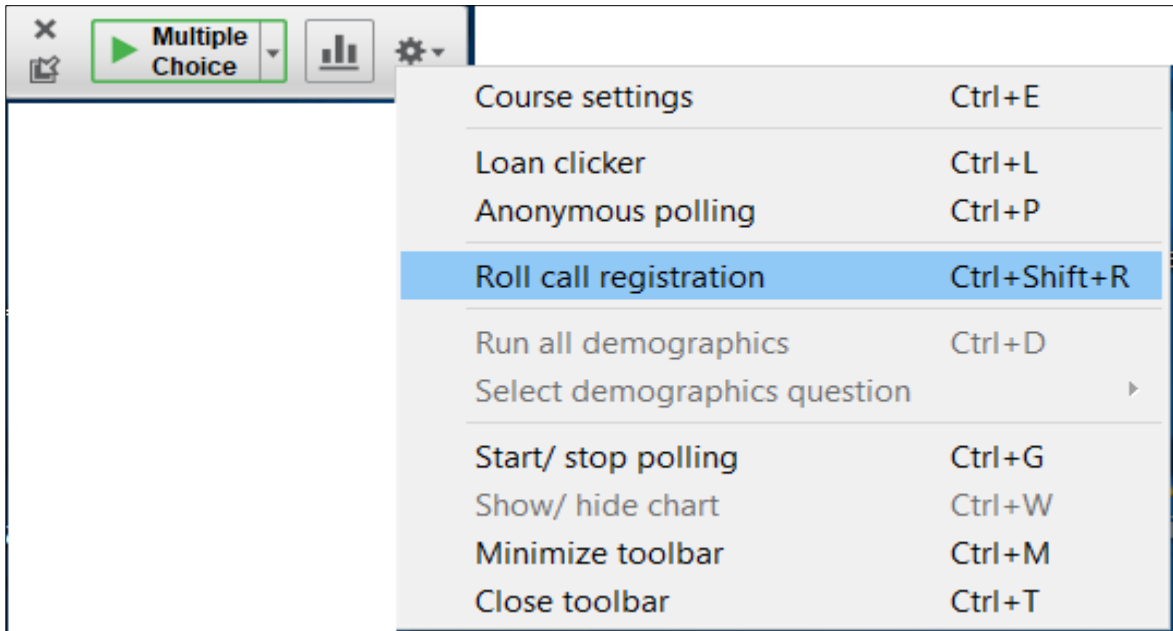 Multiple
Choice
Course settings Ctrl+E
Loan clicker Ctrl+L
Anonymous polling Ctrl+P
Roll call registration Ctrl+Shift+R
Run all demographics Ctrl+D
Select demographics question
Start/ stop polling Ctrl+G
Show/ hide chart Ctrl+W
Minimize toolbar Ctrl+M
Close toolbar Ctrl+T